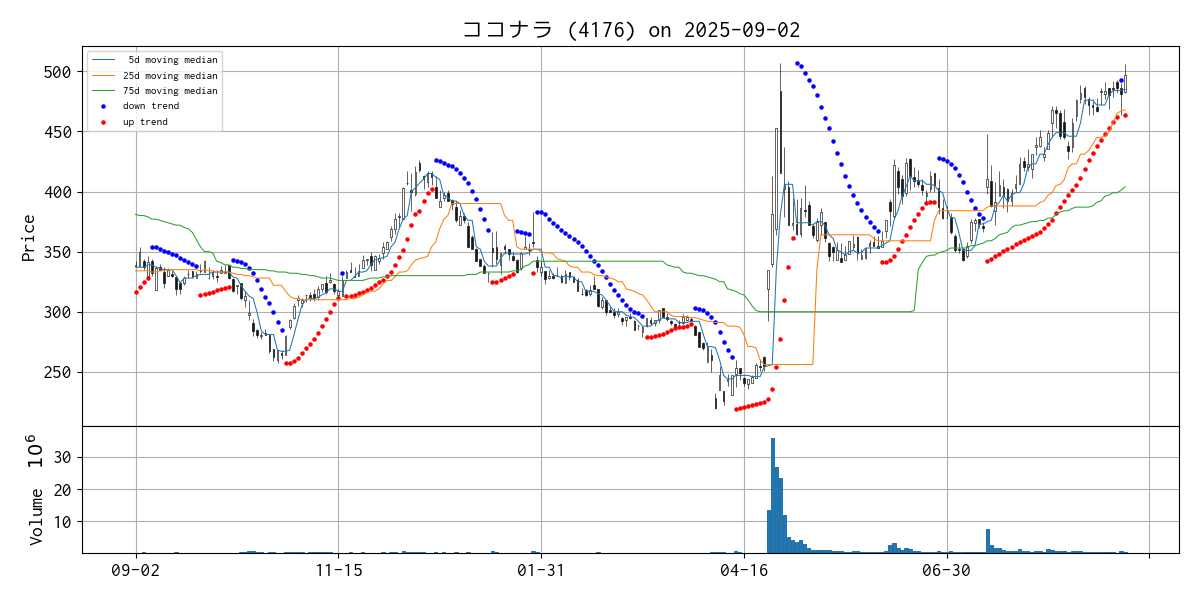 ココナラ (4176) on 2025-09-02
5d moving median
25d moving median
75d moving median
down trend
up trend
Price
500
450
400
350
300
250
Volume 10^6
30
20
10
09-02 11-15 01-31 04-16 06-30